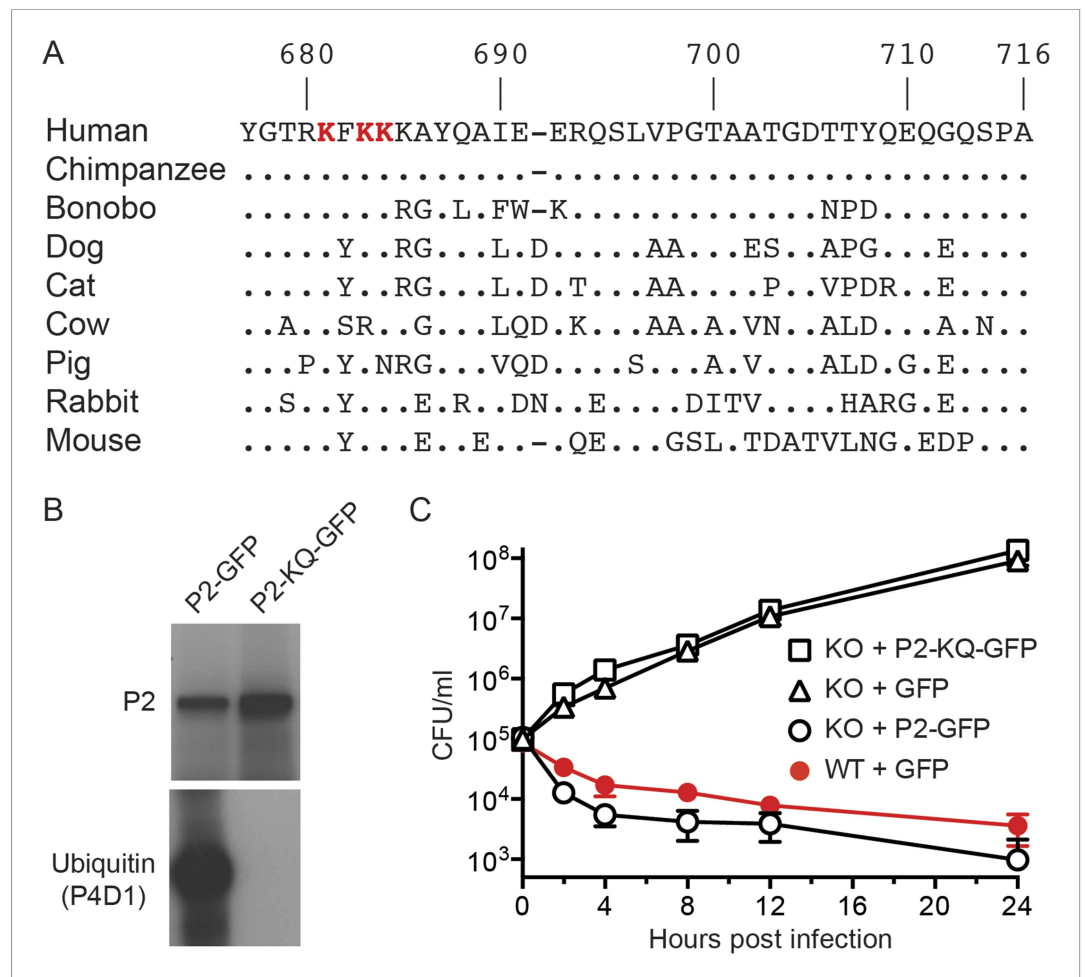 A
680 690 700 710 716
Human YGTRKFKKKAYQAIE-ERQSLVPGTAATGDTTYQEQGQSPA
Chimpanzee ...............-.........................
Bonobo ........RG.L.FW-K.............NPD........
Dog .....Y..RG...L.D.....AA...ES..APG...E....
Cat .....Y..RG...L.D.T...AA....P..VPDR..E....
Cow ..A..SR..G...LQD.K...AA.A.VN..ALD...A.N..
Pig ...P.Y.NRG...VQD....S...A.V...ALD.G.E....
Rabbit ..S..Y...E.R..DN..E....DITV....HARG.E....
Mouse .....Y...E..E..-.QE...GSL.TDATVLNG.EDP...
B
P2-GFP
P2-KQ-GFP
P2
Ubiquitin
(P4D1)
C
CFU/ml
10⁸
10⁷
10⁶
10⁵
10⁴
10³
KO + P2-KQ-GFP
KO + GFP
KO + P2-GFP
WT + GFP
0 4 8 12 16 20 24
Hours post infection